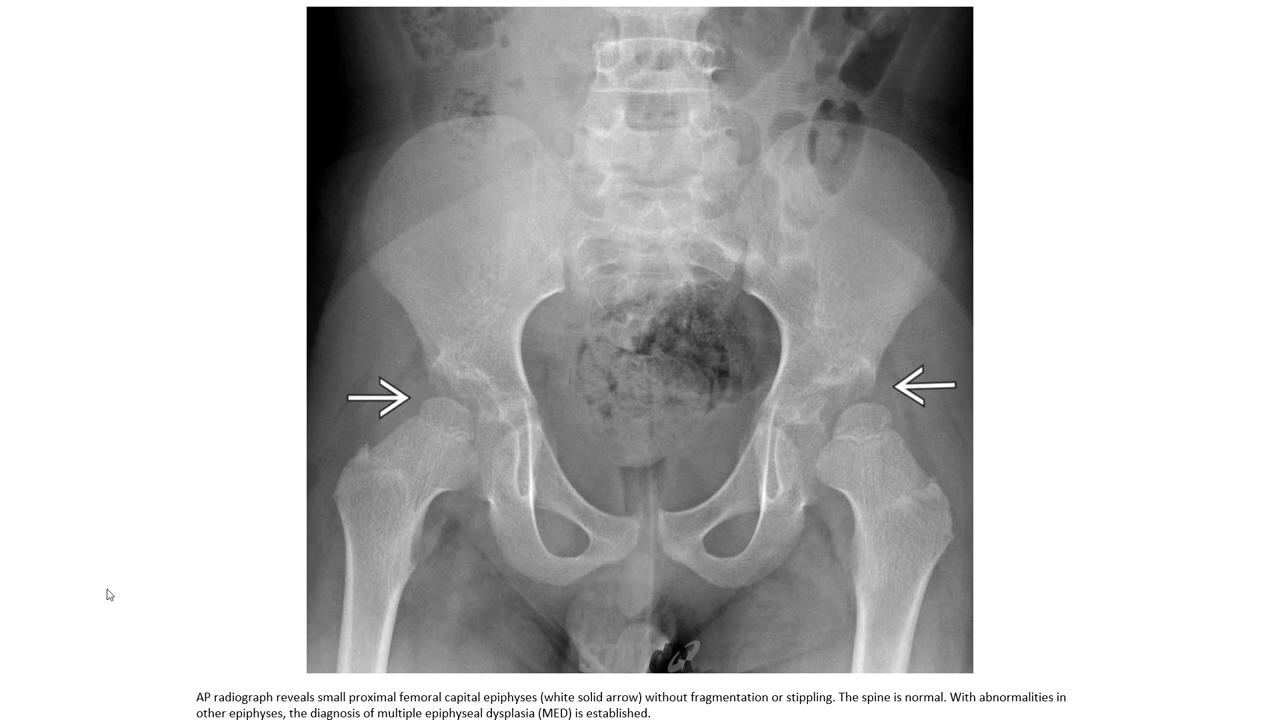 AP radiograph reveals small proximal femoral capital epiphyses (white solid arrow) without fragmentation or stippling. The spine is normal. With abnormalities in
other epiphyses, the diagnosis of multiple epiphyseal dysplasia (MED) is established.